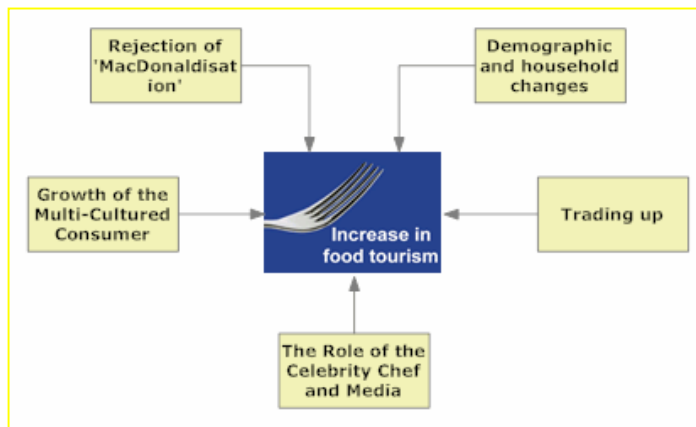 Rejection of
'MacDonaldisat
ion'
Demographic
and household
changes
Growth of the
Multi-Cultured
Consumer
Increase in
food tourism
Trading up
The Role of the
Celebrity Chef
and Media